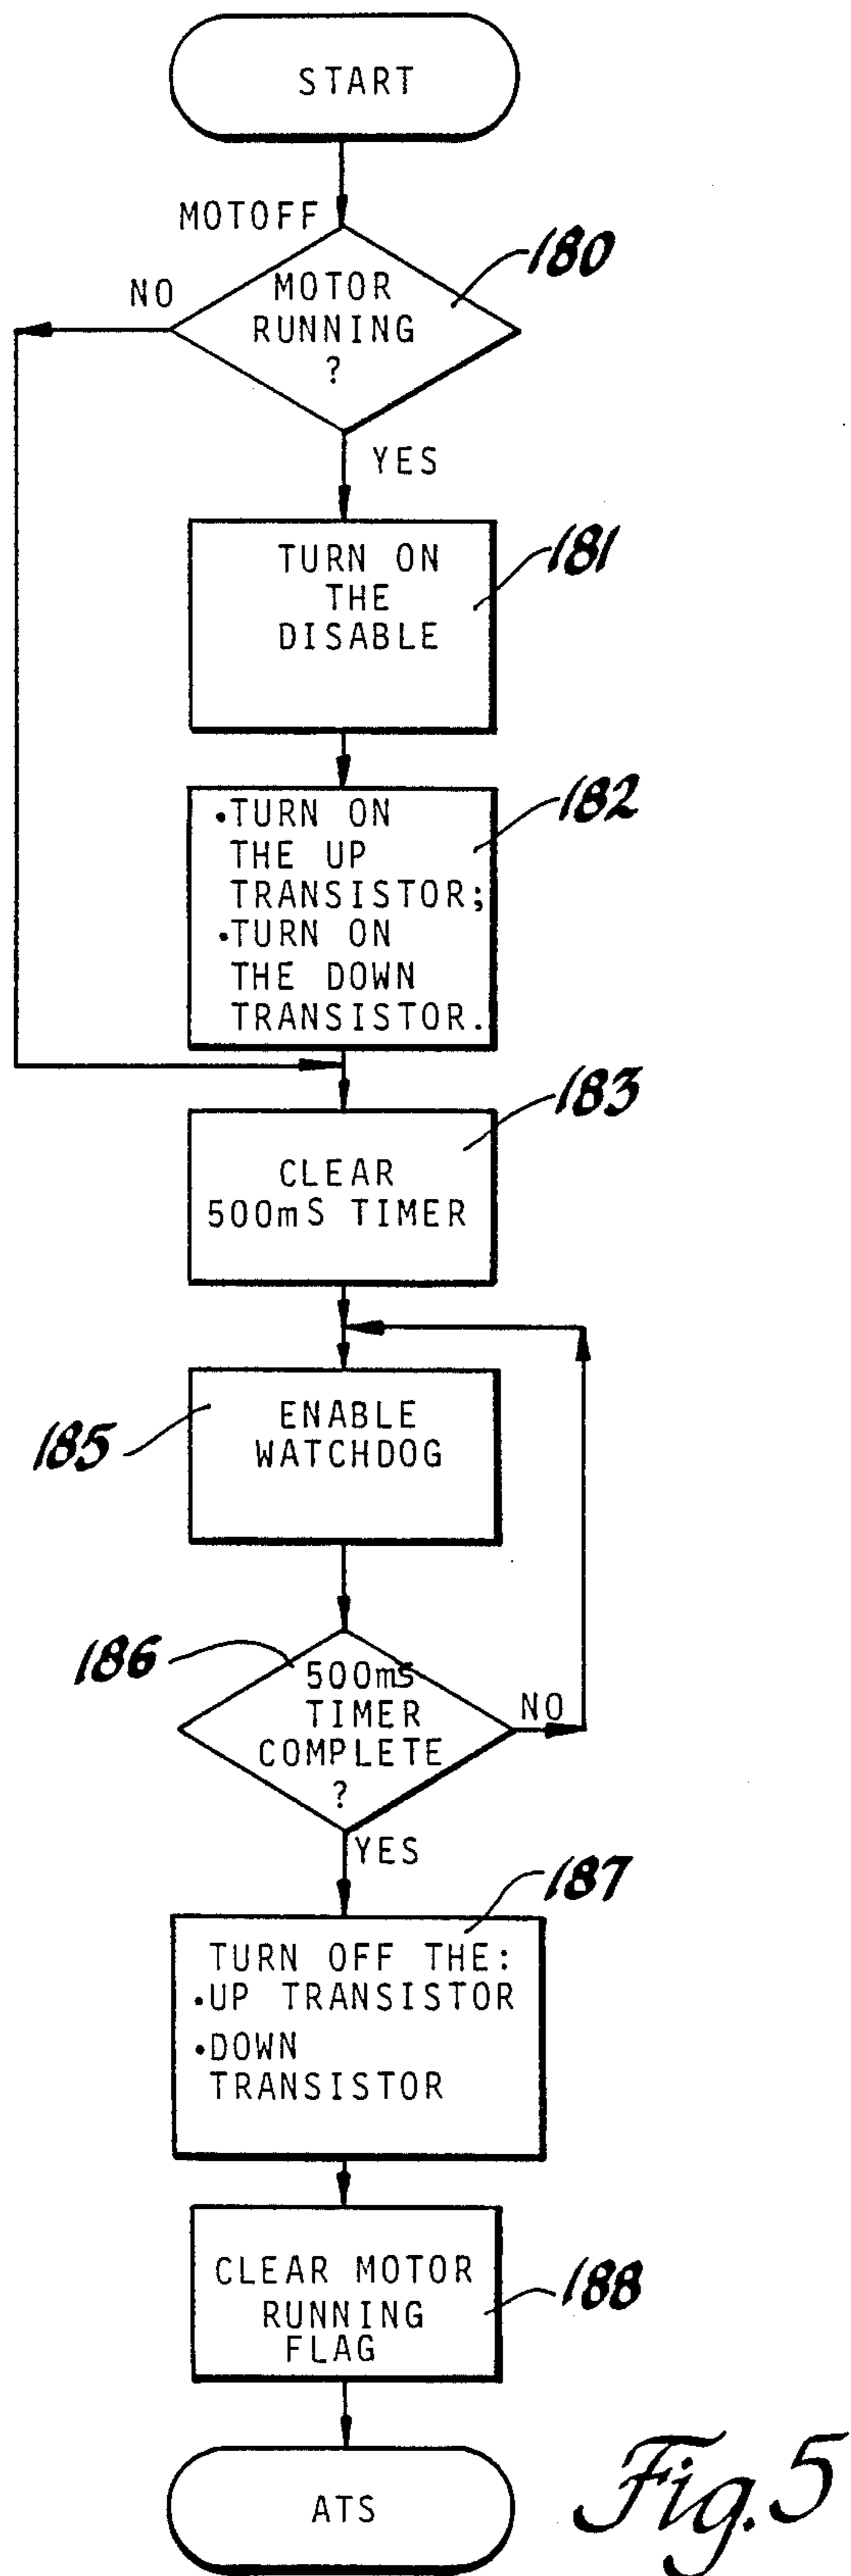 START
MOTOFF
180
NO
MOTOR
RUNNING
?
YES
181
TURN ON
THE
DISABLE
182
•TURN ON
THE UP
TRANSISTOR;
•TURN ON
THE DOWN
TRANSISTOR.
183
CLEAR
500mS TIMER
185
ENABLE
WATCHDOG
186
500mS
TIMER
COMPLETE
?
NO
YES
187
TURN OFF THE:
•UP TRANSISTOR
•DOWN
TRANSISTOR
188
CLEAR MOTOR
RUNNING
FLAG
ATS
Fig. 5